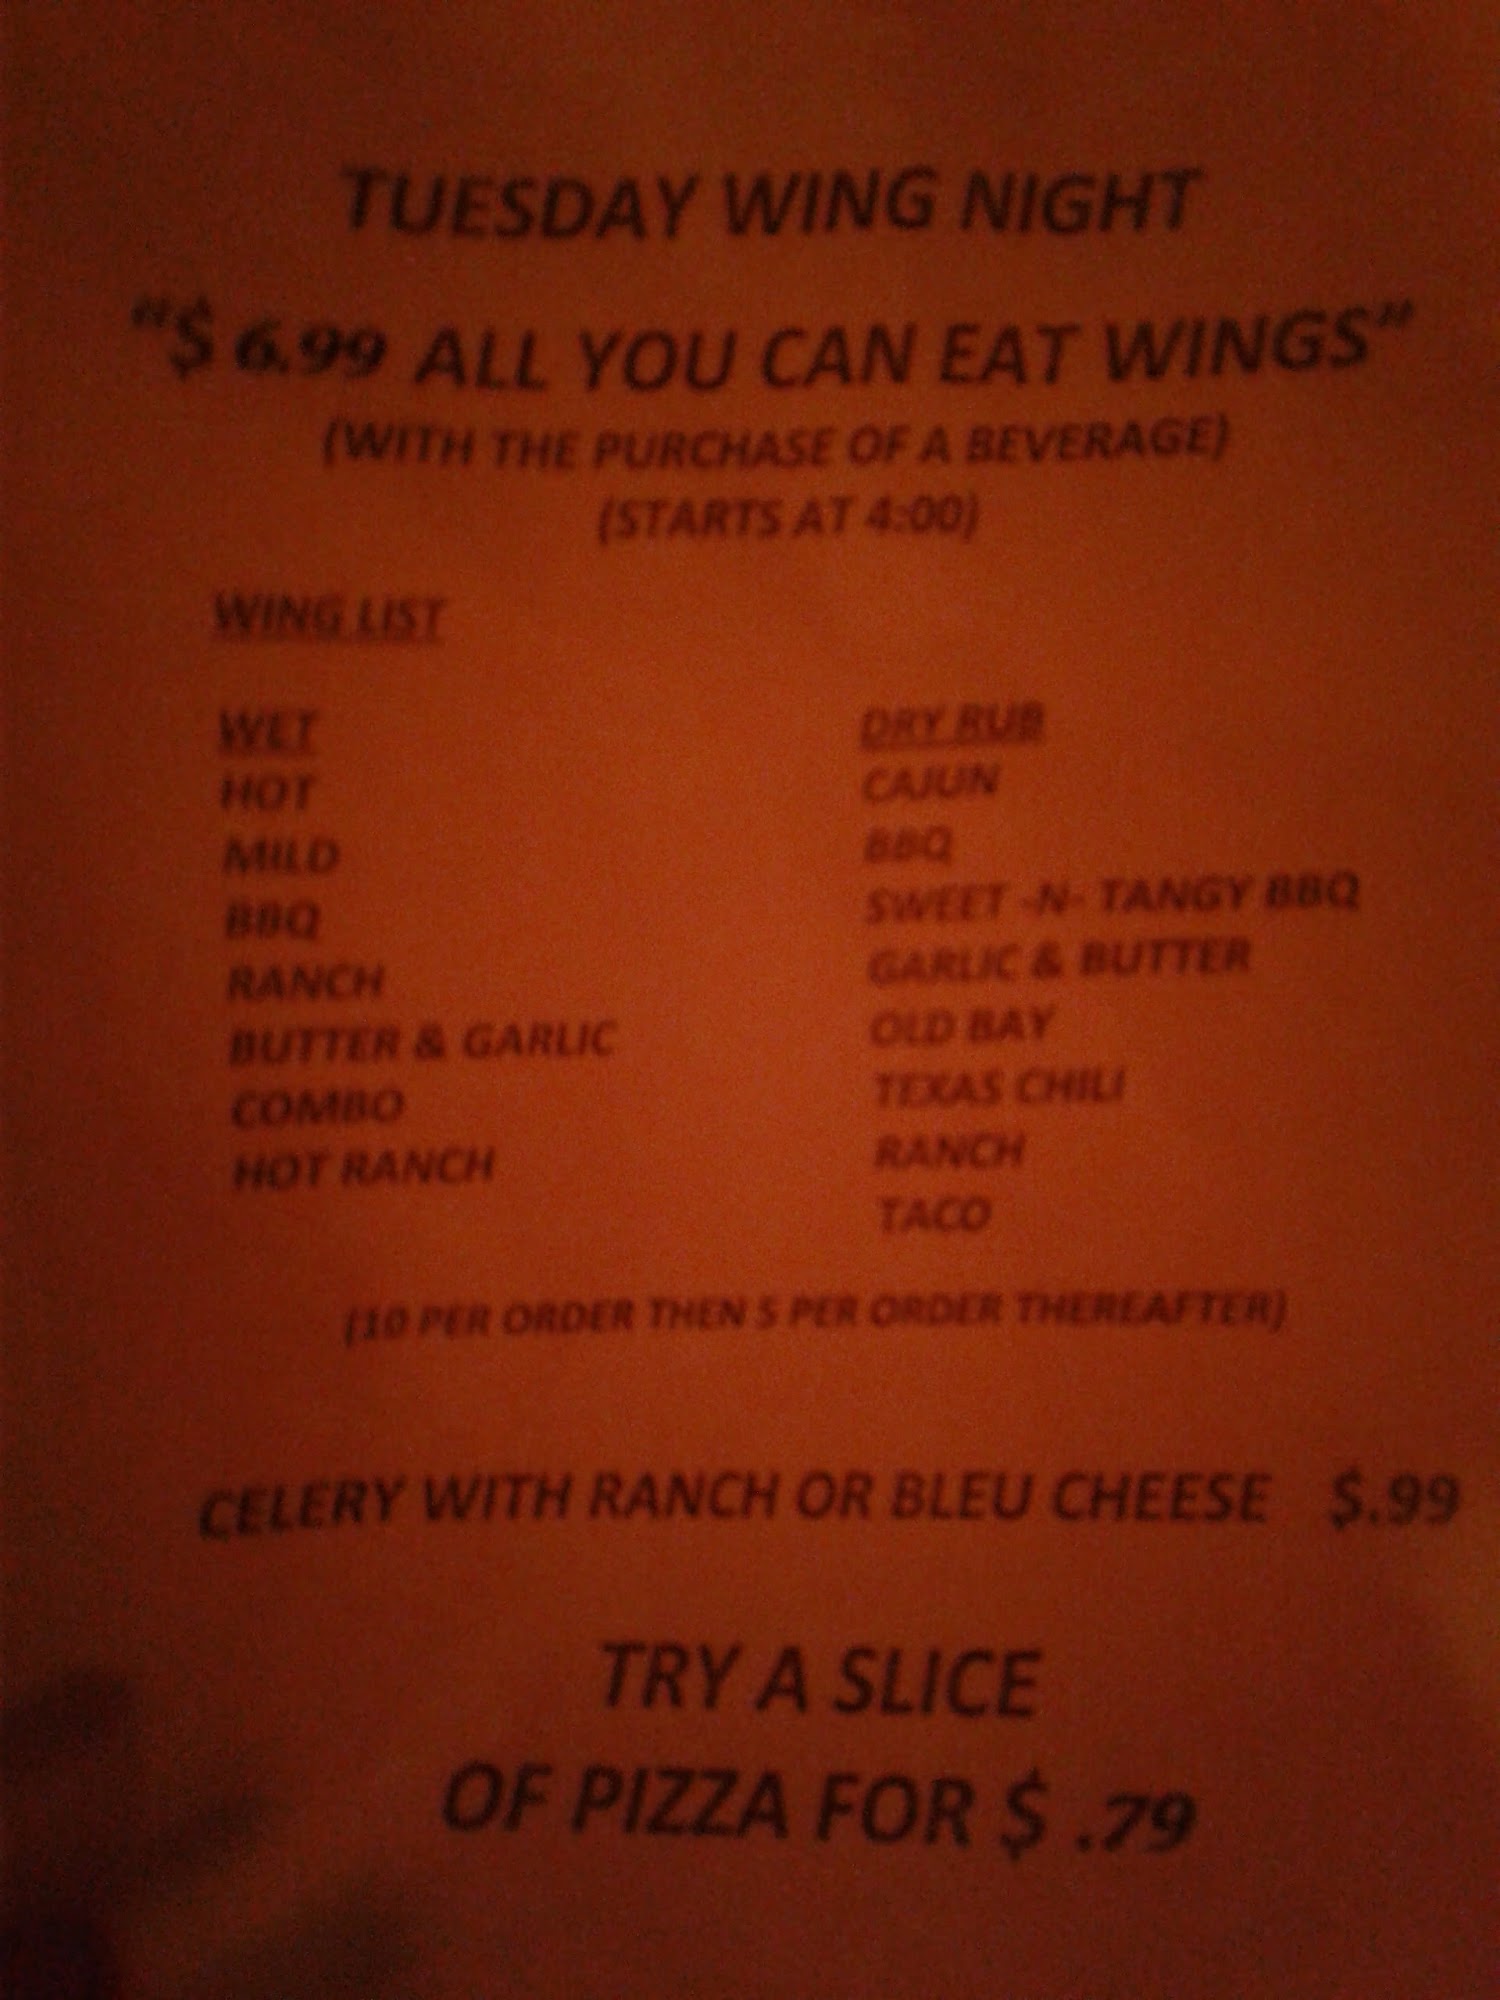 TUESDAY WING NIGHT
"$ 6.99 ALL YOU CAN EAT WINGS"
(WITH THE PURCHASE OF A BEVERAGE)
(STARTS AT 4:00)
WING LIST
WET
HOT
MILD
BBQ
RANCH
BUTTER & GARLIC
COMBO
HOT RANCH
DRY RUB
CAJUN
BBQ
SWEET -N- TANGY BBQ
GARLIC & BUTTER
OLD BAY
TEXAS CHILI
RANCH
TACO
(10 PER ORDER THEN 5 PER ORDER THEREAFTER)
CELERY WITH RANCH OR BLEU CHEESE $.99
TRY A SLICE
OF PIZZA FOR $ .79